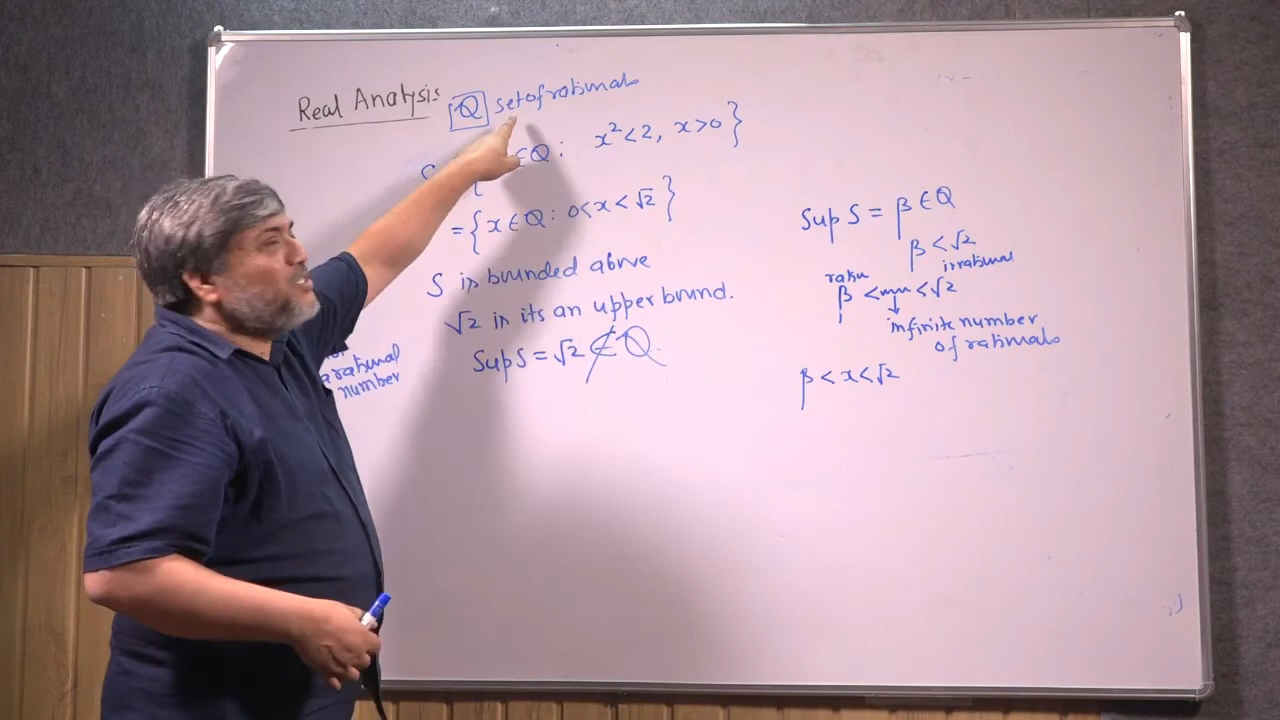 Real Analysis
ℚ set of rationals
S ∈ ℚ : x² < 2, x > 0 }
= { x ∈ ℚ : 0 < x < √2 }
S is bounded above
√2 is its an upper bound.
Sup S = √2 ∉ ℚ
a rational
number
Sup S = β ∈ ℚ
β < √2
irrational
ration
β < < √2
infinite number
of rationals
β < x < √2